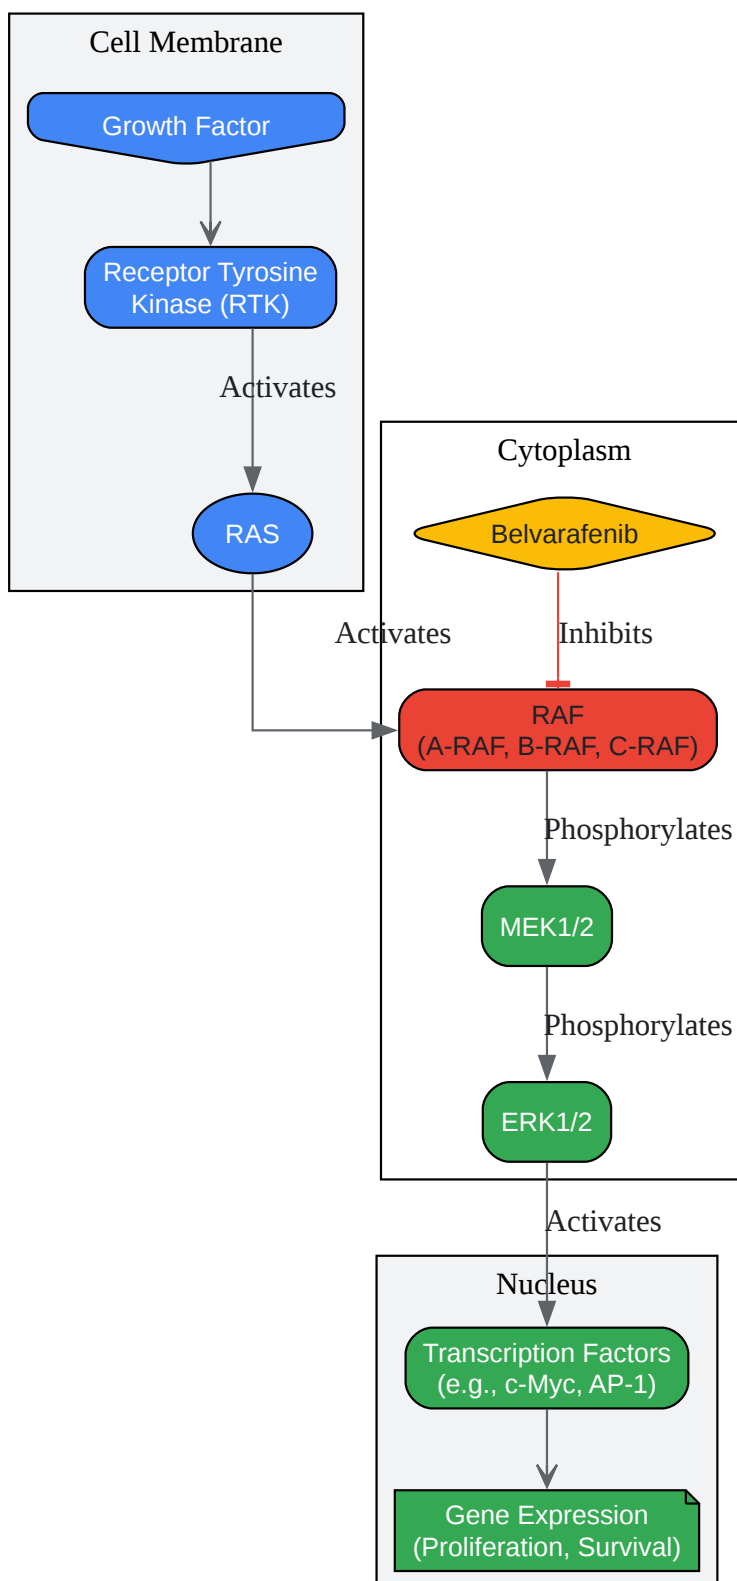 Cell Membrane
Growth Factor
Receptor Tyrosine
Kinase (RTK)
Activates
RAS
Activates
Cytoplasm
Belvarafenib
Inhibits
RAF
(A-RAF, B-RAF, C-RAF)
Phosphorylates
MEK1/2
Phosphorylates
ERK1/2
Activates
Nucleus
Transcription Factors
(e.g., c-Myc, AP-1)
Gene Expression
(Proliferation, Survival)